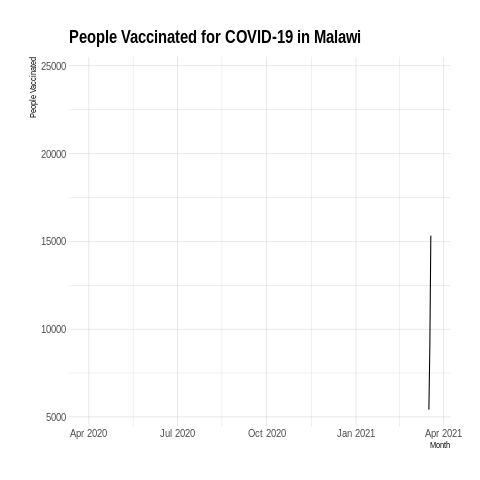 People Vaccinated for COVID-19 in Malawi
People Vaccinated
25000
20000
15000
10000
5000
Apr 2020
Jul 2020
Oct 2020
Jan 2021
Apr 2021
Month